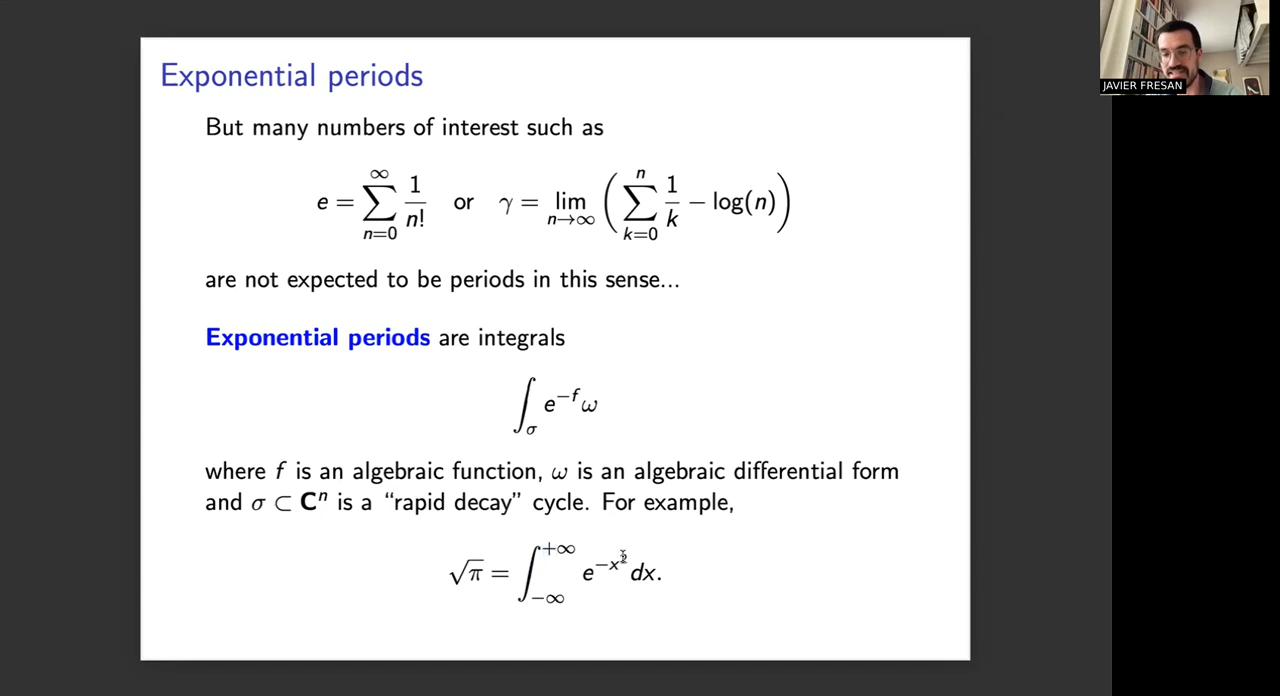 Exponential periods
But many numbers of interest such as
e = ∑_{n=0}^{∞} 1/n! or γ = lim_{n→∞} ( ∑_{k=0}^{n} 1/k − log(n) )
are not expected to be periods in this sense...
Exponential periods are integrals
∫_σ e^{−f} ω
where f is an algebraic function, ω is an algebraic differential form
and σ ⊂ C^n is a “rapid decay” cycle. For example,
√π = ∫_{−∞}^{+∞} e^{−x^2} dx.
JAVIER FRESAN